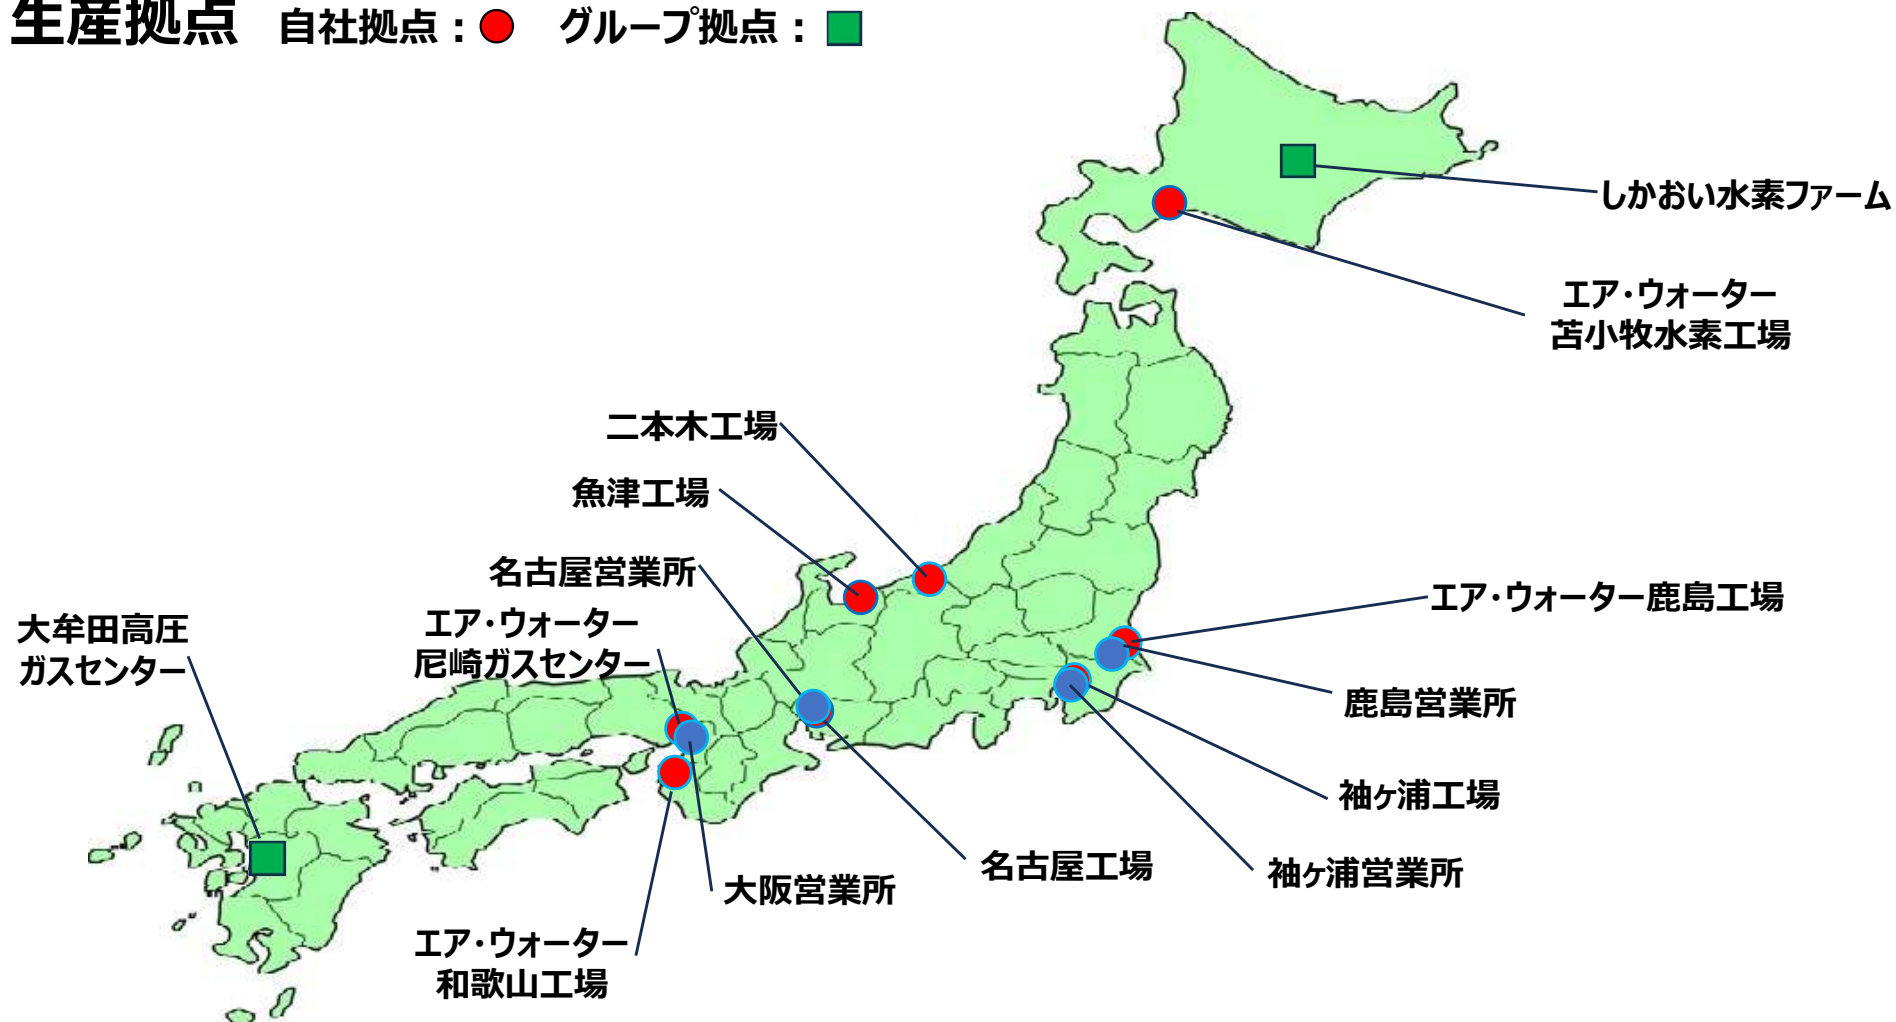 生産拠点 自社拠点：グループ拠点：
しかおい水素ファーム
エア・ウォーター
苫小牧水素工場
二本木工場
魚津工場
名古屋営業所
エア・ウォーター
尼崎ガスセンター
大牟田高圧
ガスセンター
エア・ウォーター鹿島工場
鹿島営業所
袖ヶ浦工場
袖ヶ浦営業所
名古屋工場
大阪営業所
エア・ウォーター
和歌山工場